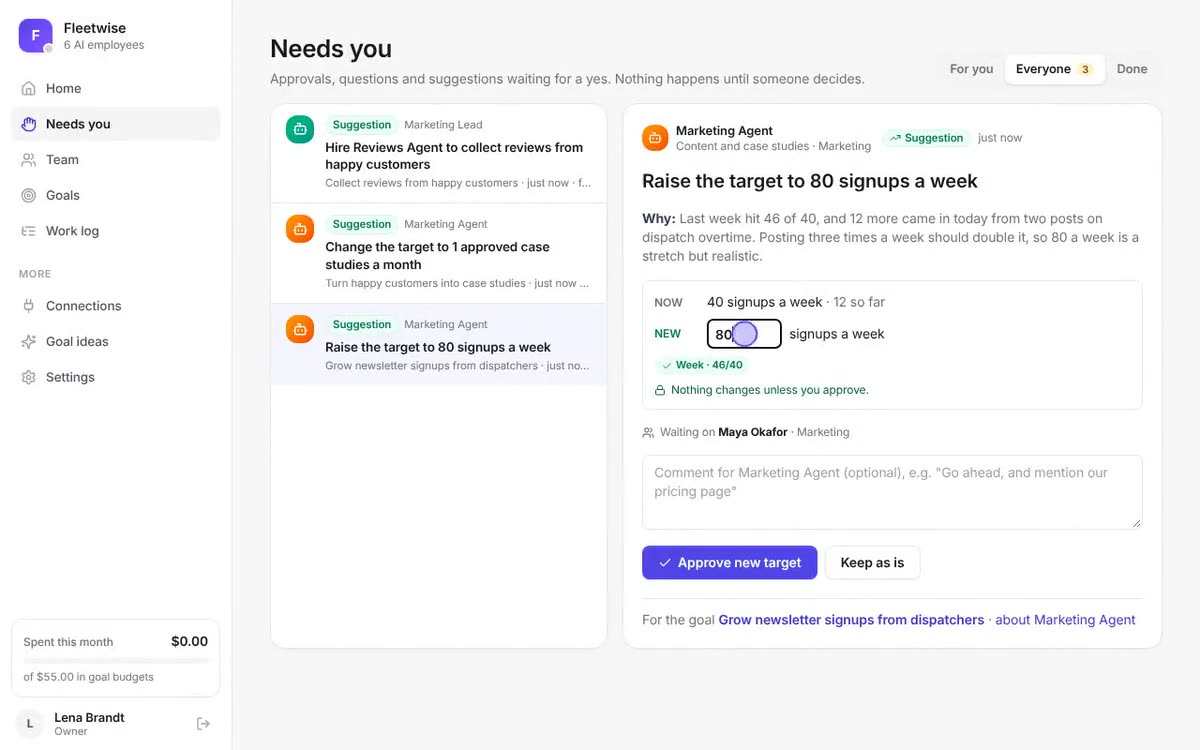 F
Fleetwise
6 AI employees
Home
Needs you
Team
Goals
Work log
MORE
Connections
Goal ideas
Settings
Spent this month $0.00
of $55.00 in goal budgets
L
Lena Brandt
Owner
Needs you
Approvals, questions and suggestions waiting for a yes. Nothing happens until someone decides.
For you Everyone 3 Done
Suggestion Marketing Lead
Hire Reviews Agent to collect reviews from
happy customers
Collect reviews from happy customers · just now · f...
Suggestion Marketing Agent
Change the target to 1 approved case
studies a month
Turn happy customers into case studies · just now ...
Suggestion Marketing Agent
Raise the target to 80 signups a week
Grow newsletter signups from dispatchers · just no...
Marketing Agent
Content and case studies · Marketing
Suggestion just now
Raise the target to 80 signups a week
Why: Last week hit 46 of 40, and 12 more came in today from two posts on
dispatch overtime. Posting three times a week should double it, so 80 a week is a
stretch but realistic.
NOW 40 signups a week · 12 so far
NEW 80 signups a week
Week · 46/40
Nothing changes unless you approve.
Waiting on Maya Okafor · Marketing
Comment for Marketing Agent (optional), e.g. "Go ahead, and mention our
pricing page"
Approve new target Keep as is
For the goal Grow newsletter signups from dispatchers · about Marketing Agent